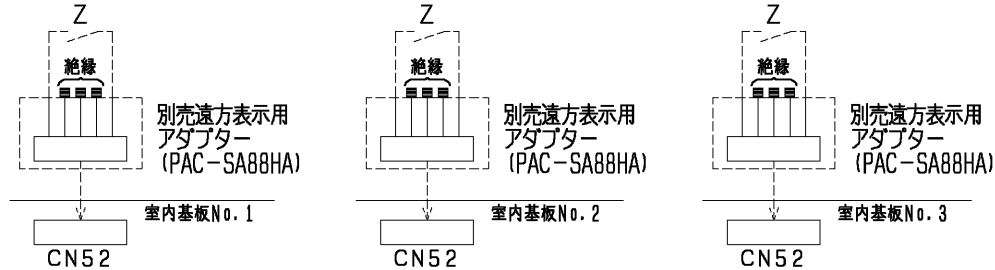 Z
絶縁
別売遠方表示用
アダプター
(PAC-SA88HA)
室内基板No.1
CN52
Z
絶縁
別売遠方表示用
アダプター
(PAC-SA88HA)
室内基板No.2
CN52
Z
絶縁
別売遠方表示用
アダプター
(PAC-SA88HA)
室内基板No.3
CN52